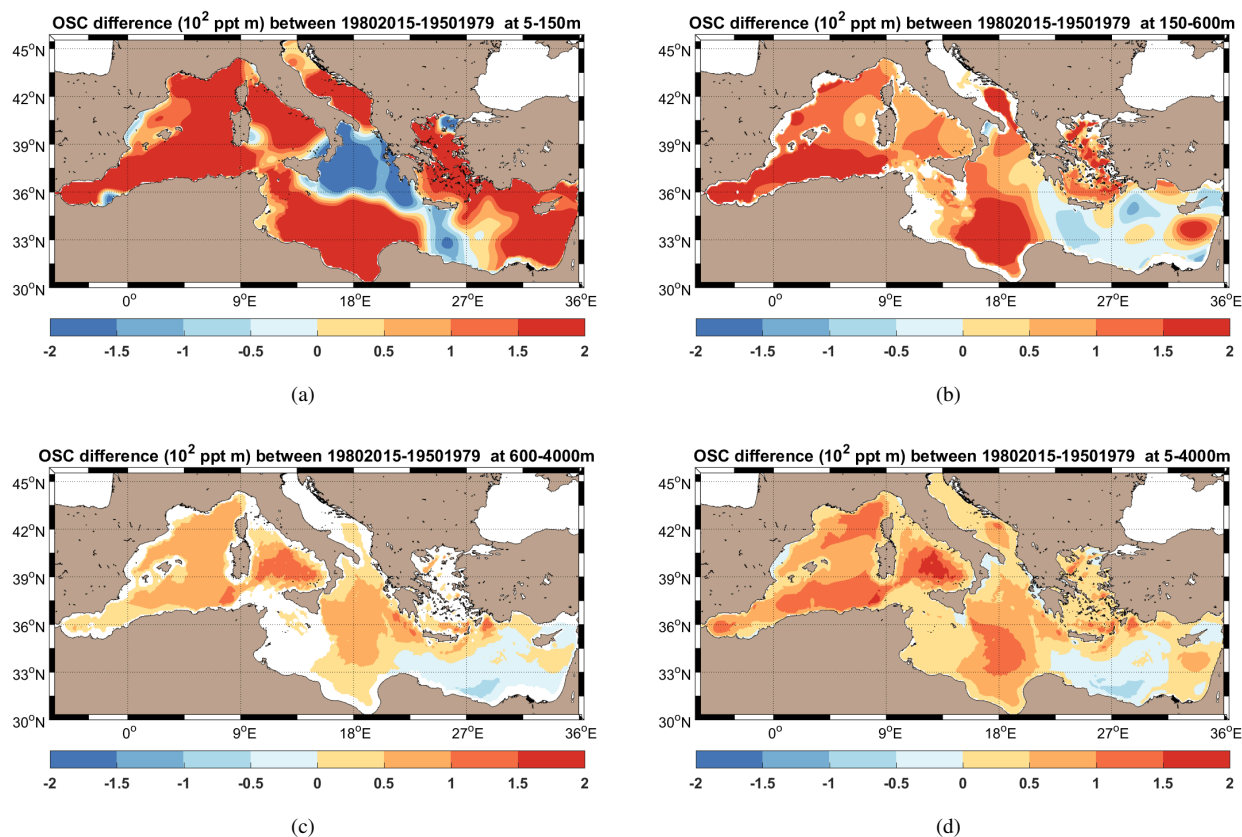 OSC difference (10² ppt m) between 19802015-19501979 at 5-150m
45°N
42°N
39°N
36°N
33°N
30°N
0°
9°E
18°E
27°E
36°E
-2 -1.5 -1 -0.5 0 0.5 1 1.5 2
(a)
OSC difference (10² ppt m) between 19802015-19501979 at 150-600m
45°N
42°N
39°N
36°N
33°N
30°N
0°
9°E
18°E
27°E
36°E
-2 -1.5 -1 -0.5 0 0.5 1 1.5 2
(b)
OSC difference (10² ppt m) between 19802015-19501979 at 600-4000m
45°N
42°N
39°N
36°N
33°N
30°N
0°
9°E
18°E
27°E
36°E
-2 -1.5 -1 -0.5 0 0.5 1 1.5 2
(c)
OSC difference (10² ppt m) between 19802015-19501979 at 5-4000m
45°N
42°N
39°N
36°N
33°N
30°N
0°
9°E
18°E
27°E
36°E
-2 -1.5 -1 -0.5 0 0.5 1 1.5 2
(d)